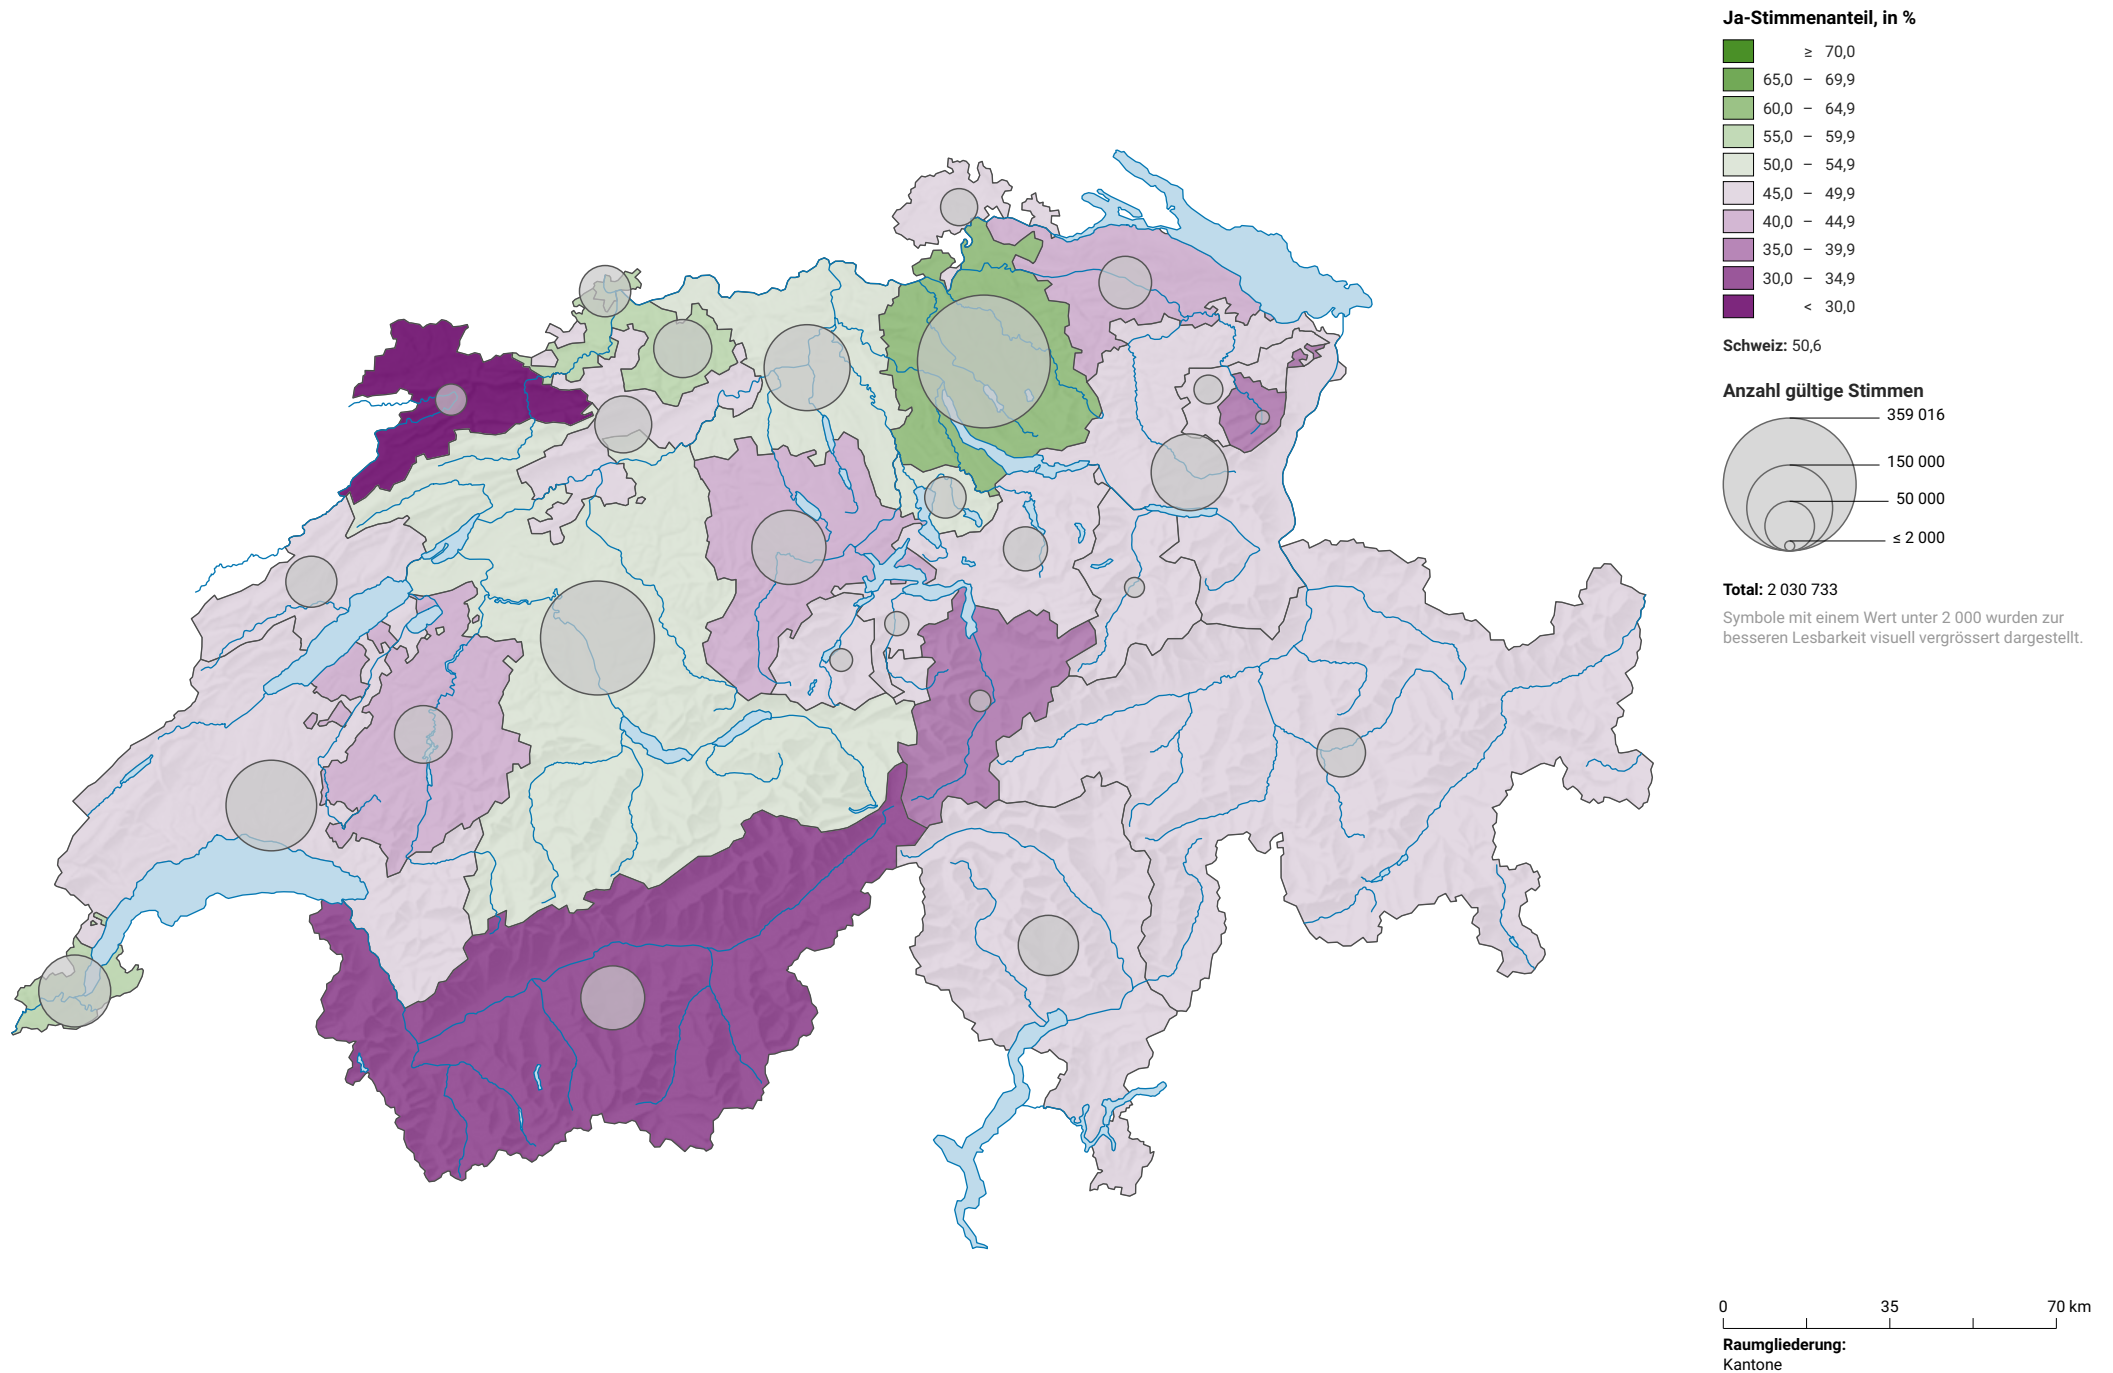 Ja-Stimmenanteil, in %
≥ 70,0
65,0 – 69,9
60,0 – 64,9
55,0 – 59,9
50,0 – 54,9
45,0 – 49,9
40,0 – 44,9
35,0 – 39,9
30,0 – 34,9
< 30,0
Schweiz: 50,6
Anzahl gültige Stimmen
359 016
150 000
50 000
≤ 2 000
Total: 2 030 733
Symbole mit einem Wert unter 2 000 wurden zur
besseren Lesbarkeit visuell vergrössert dargestellt.
0 35 70 km
Raumgliederung:
Kantone